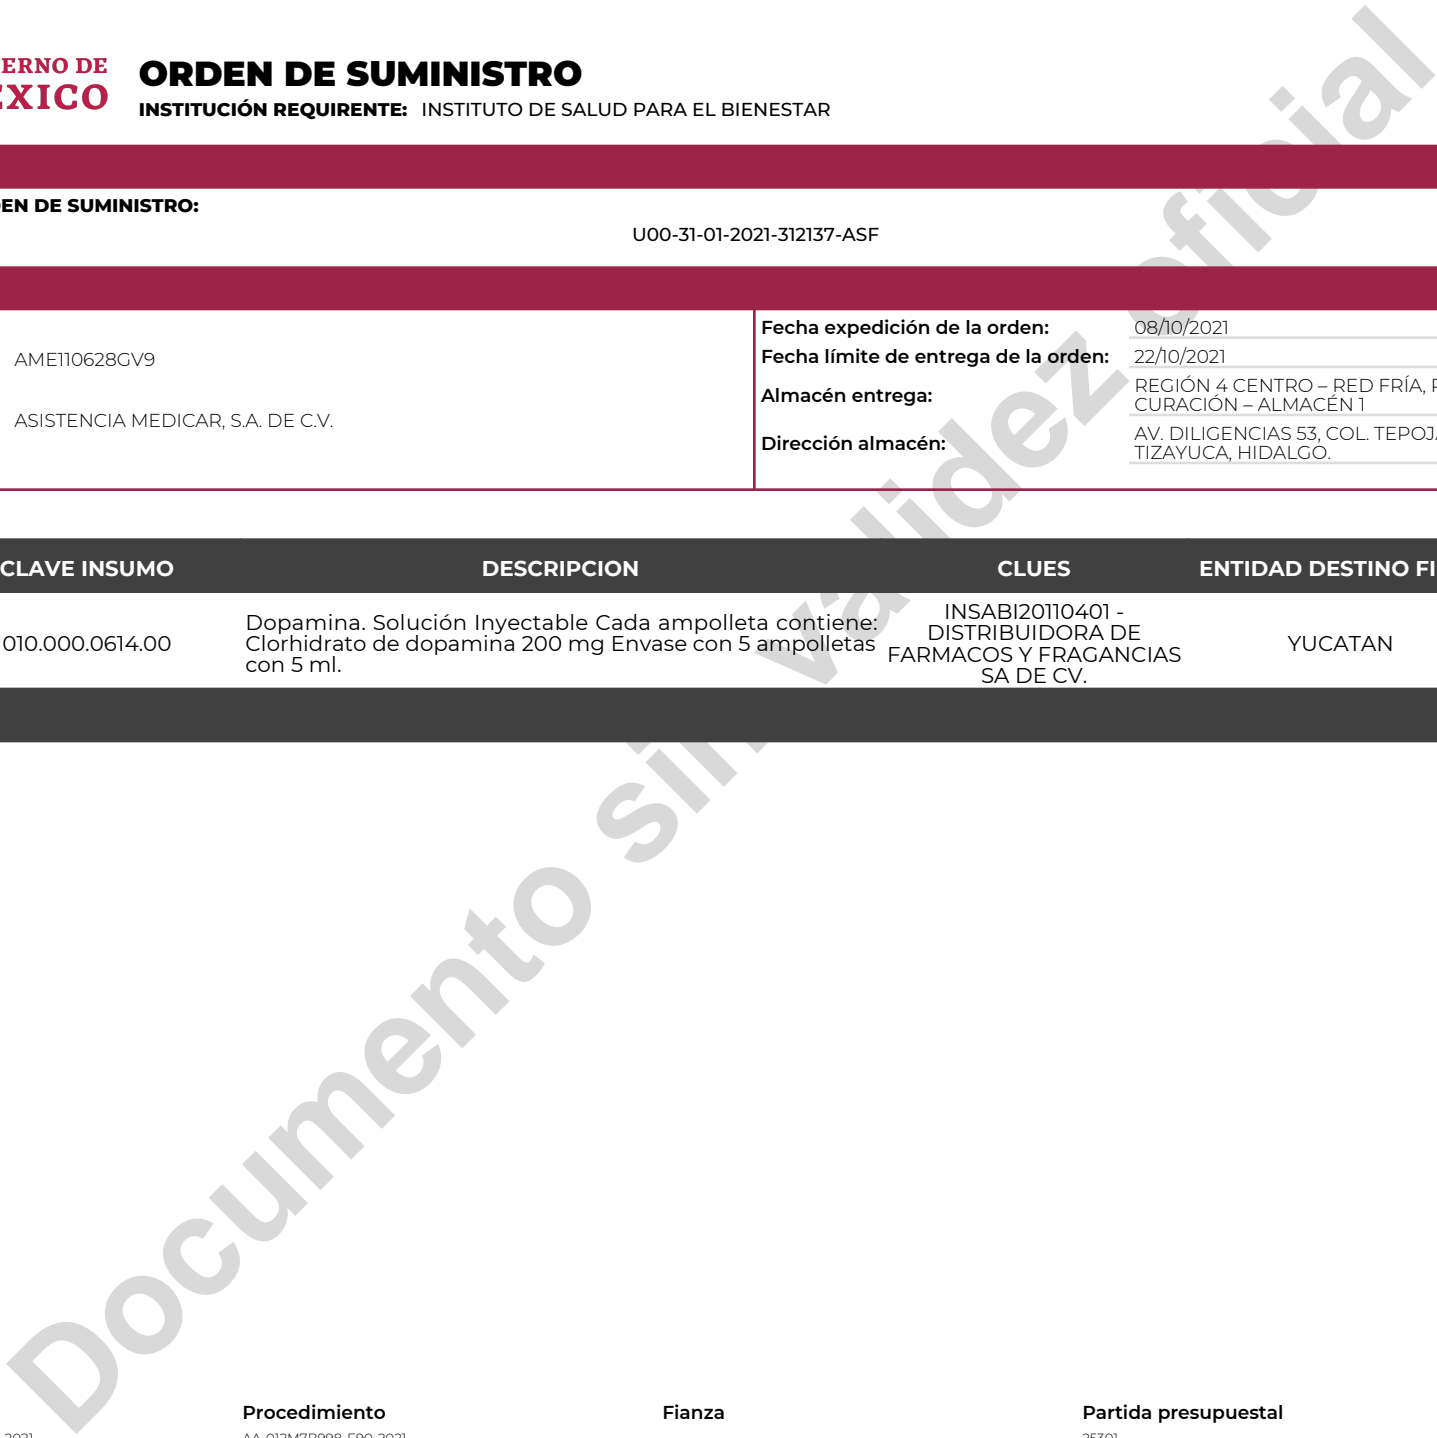 ORDEN DE SUMINISTRO
INSTITUCIÓN REQUIRENTE: INSTITUTO DE SALUD PARA EL BIENESTAR
DE SUMINISTRO:
U00-31-01-2021-312137-ASF
AME110628GV9
ASISTENCIA MEDICAR, S.A. DE C.V.
Fecha expedición de la orden: 08/10/2021
Fecha límite de entrega de la orden: 22/10/2021
Almacén entrega:
REGIÓN 4 CENTRO – RED FRÍA,
CURACIÓN – ALMACÉN 1
Dirección almacén:
AV. DILIGENCIAS 53, COL.
TIZAYUCA, HIDALGO.
CLAVE INSUMO DESCRIPCION CLUES ENTIDAD DESTINO
010.000.0614.00
Dopamina. Solución Inyectable Cada ampolleta contiene:
Clorhidrato de dopamina 200 mg Envase con 5 ampolletas
con 5 ml.
INSABI20110401 -
DISTRIBUIDORA DE
FARMACOS Y FRAGANCIAS
SA DE CV.
YUCATAN
Documento sin validez oficial
Procedimiento Fianza Partida presupuestal